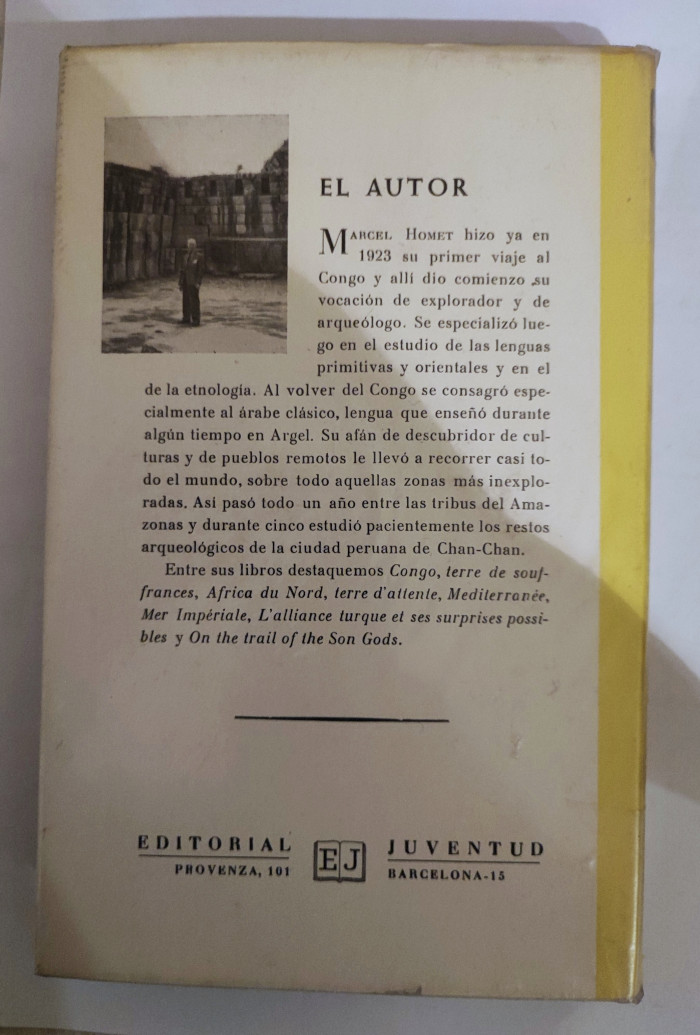 EL AUTOR
MARCEL HOMET hizo ya en
1923 su primer viaje al
Congo y allí dio comienzo su
vocación de explorador y de
arqueólogo. Se especializó lue-
go en el estudio de las lenguas
primitivas y orientales y en el
de la etnología. Al volver del Congo se consagró espe-
cialmente al árabe clásico, lengua que enseñó durante
algún tiempo en Argel. Su afán de descubridor de cul-
turas y de pueblos remotos le llevó a recorrer casi to-
do el mundo, sobre todo aquellas zonas más inexplo-
radas. Así pasó todo un año entre las tribus del Ama-
zonas y durante cinco estudió pacientemente los restos
arqueológicos de la ciudad peruana de Chan-Chan.
Entre sus libros destaquemos Congo, terre de souf-
frances, Africa du Nord, terre d'attente, Mediterranée,
Mer Impériale, L'alliance turque et ses surprises possi-
bles y On the trail of the Son Gods.
EDITORIAL EJ JUVENTUD
PROVENZA, 101 BARCELONA-15